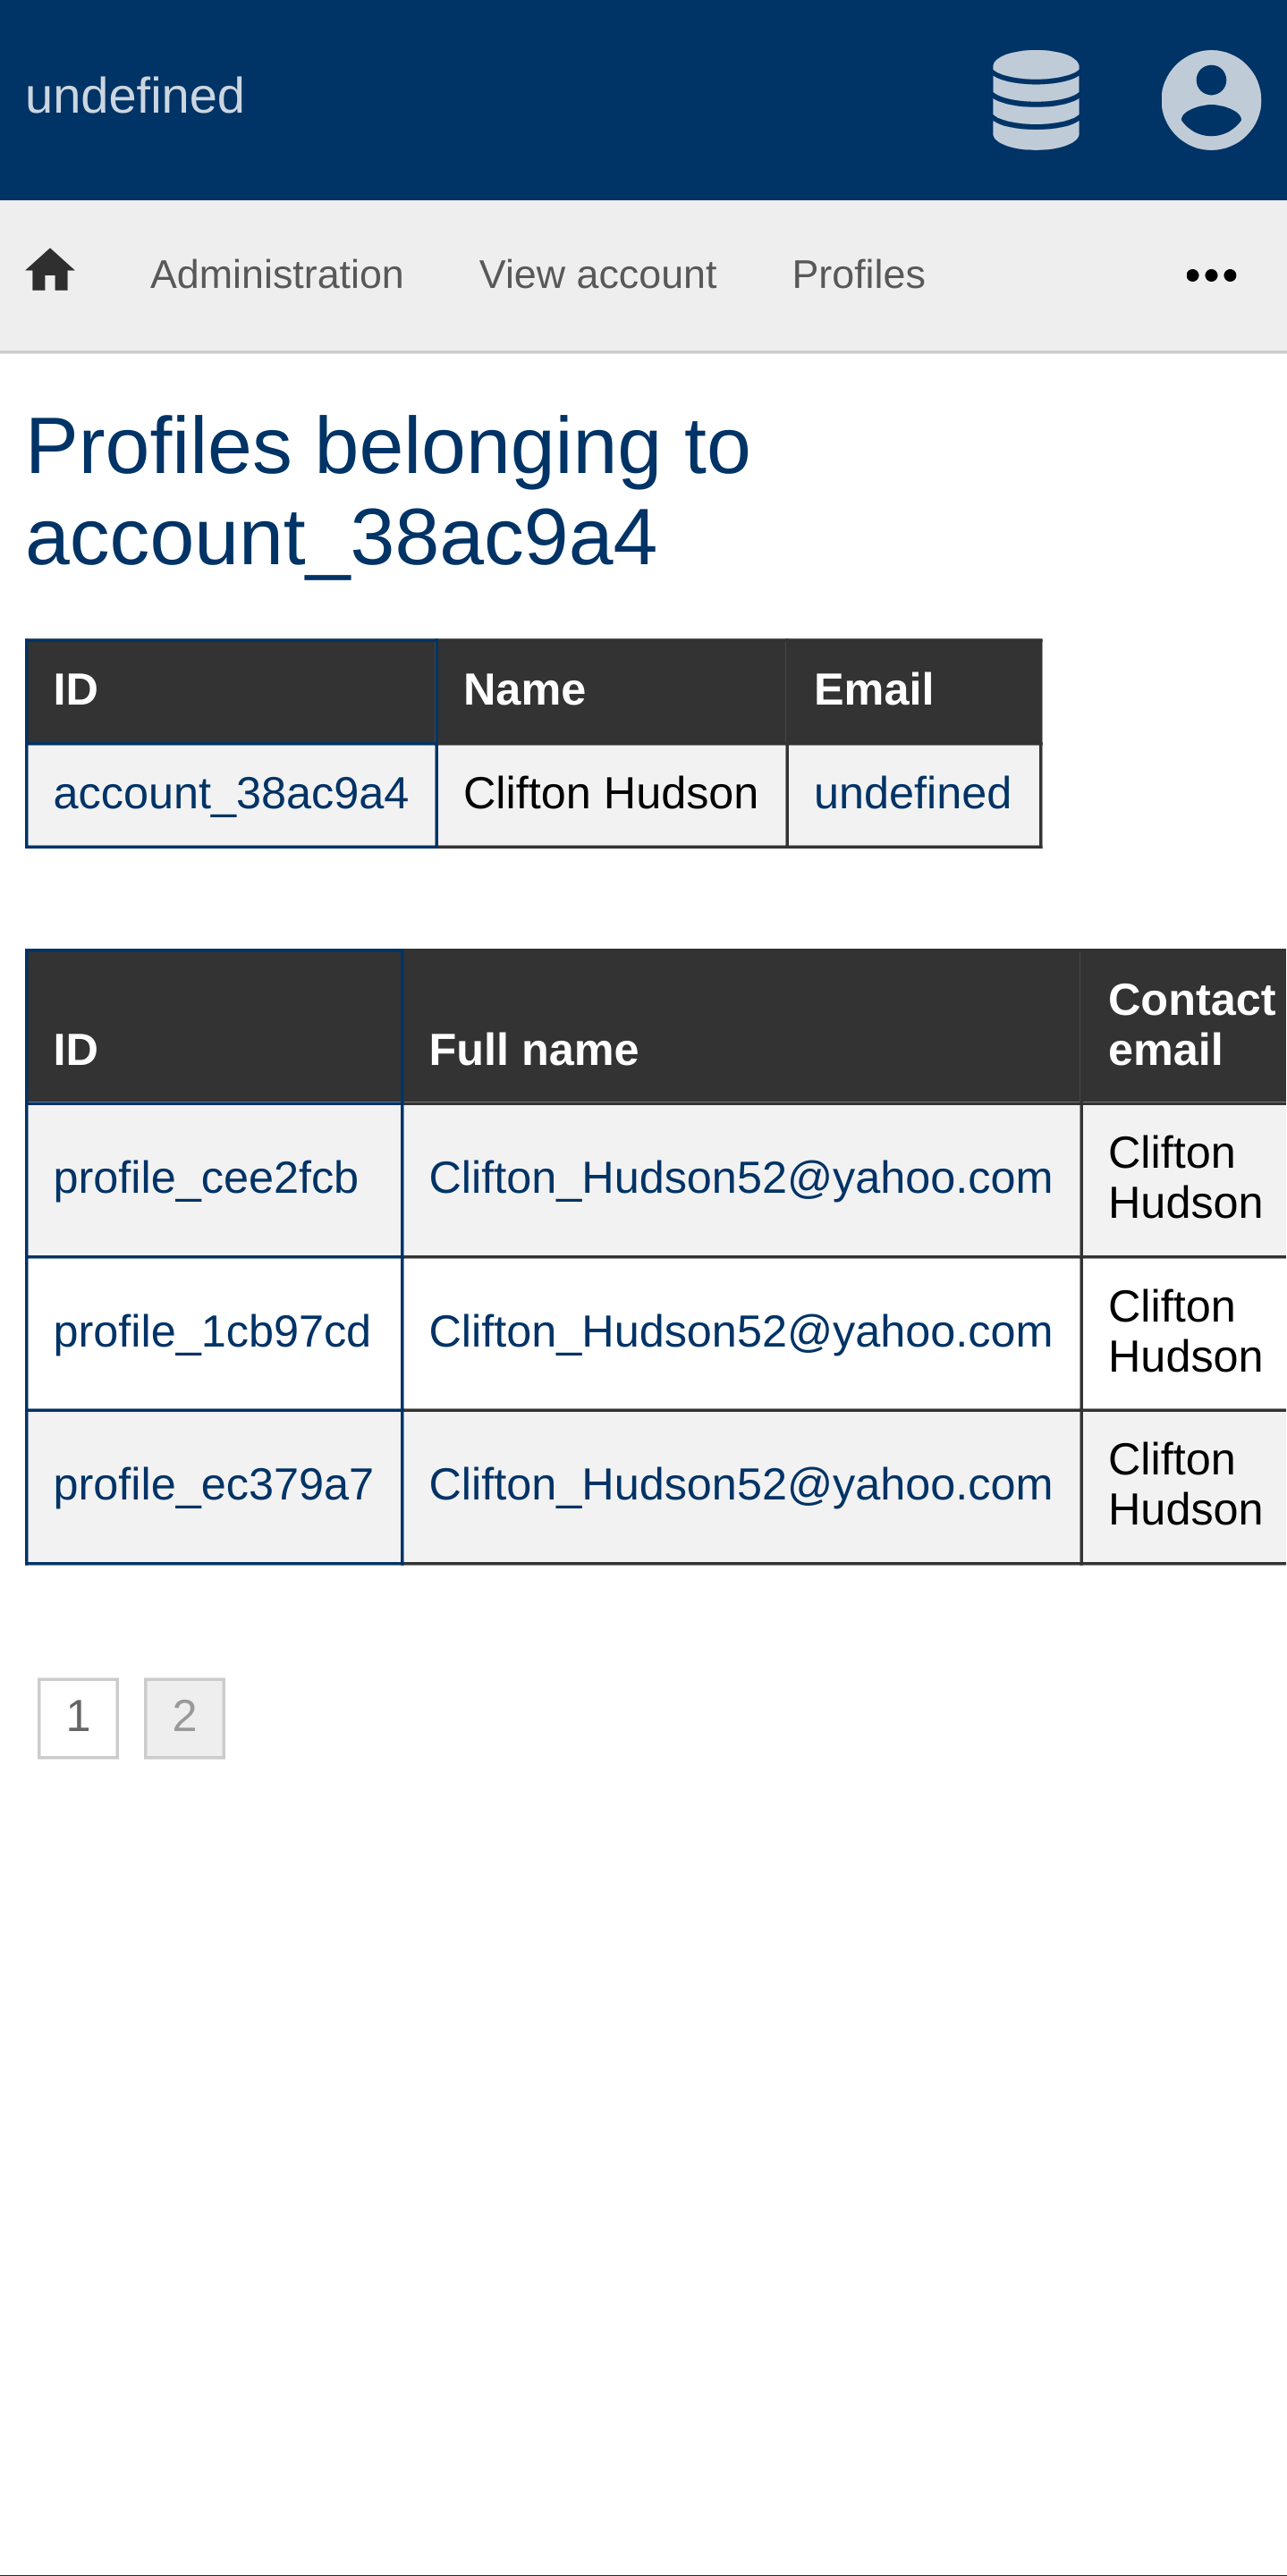 undefined
Administration View account Profiles
Profiles belonging to
account_38ac9a4
ID Name Email
account_38ac9a4 Clifton Hudson undefined
Contact
ID Full name email
Clifton
profile_cee2fcb Clifton_Hudson52@yahoo.com
Hudson
Clifton
profile_1cb97cd Clifton_Hudson52@yahoo.com
Hudson
Clifton
profile_ec379a7 Clifton_Hudson52@yahoo.com
Hudson
1 2